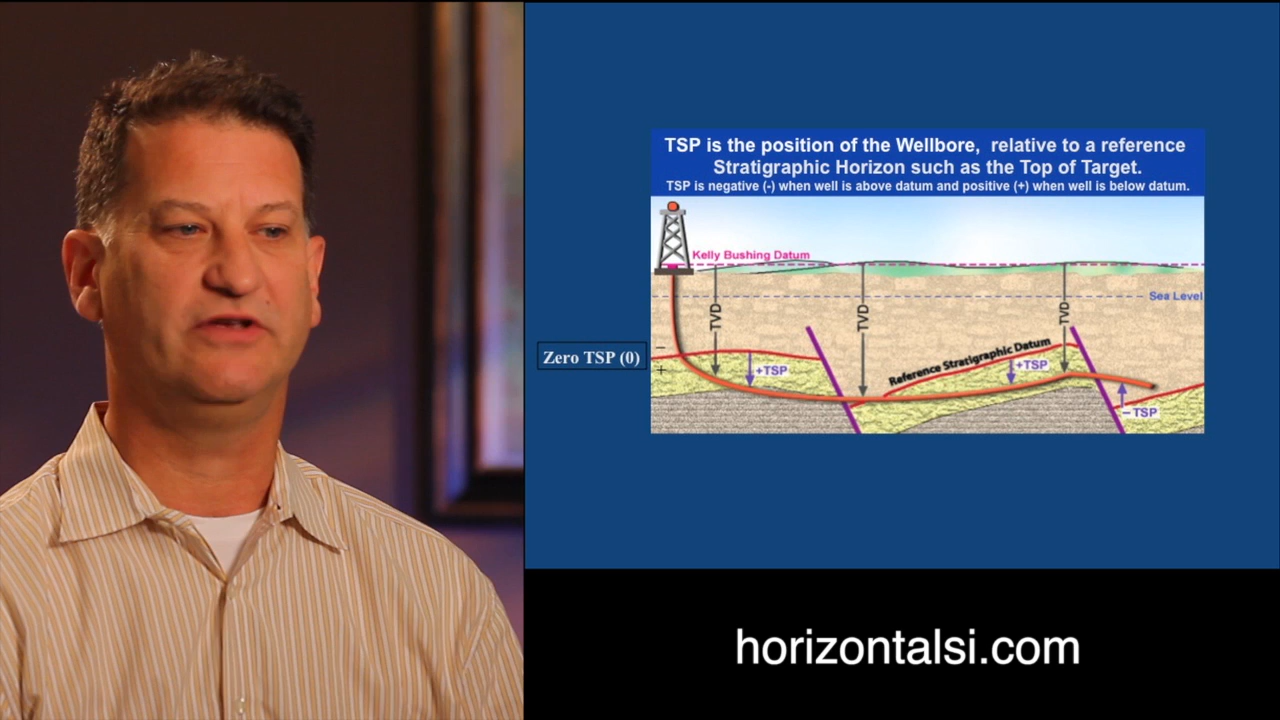 TSP is the position of the Wellbore, relative to a reference
Stratigraphic Horizon such as the Top of Target.
TSP is negative (-) when well is above datum and positive (+) when well is below datum.
Kelly Bushing Datum
Sea Level
TVD
TVD
TVD
Zero TSP (0)
−
+
+TSP
Reference Stratigraphic Datum
+TSP
− TSP
horizontalsi.com